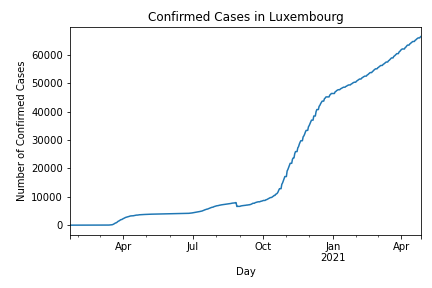 Confirmed Cases in Luxembourg
Number of Confirmed Cases
60000
50000
40000
30000
20000
10000
0
Apr
Jul
Oct
Jan
2021
Apr
Day